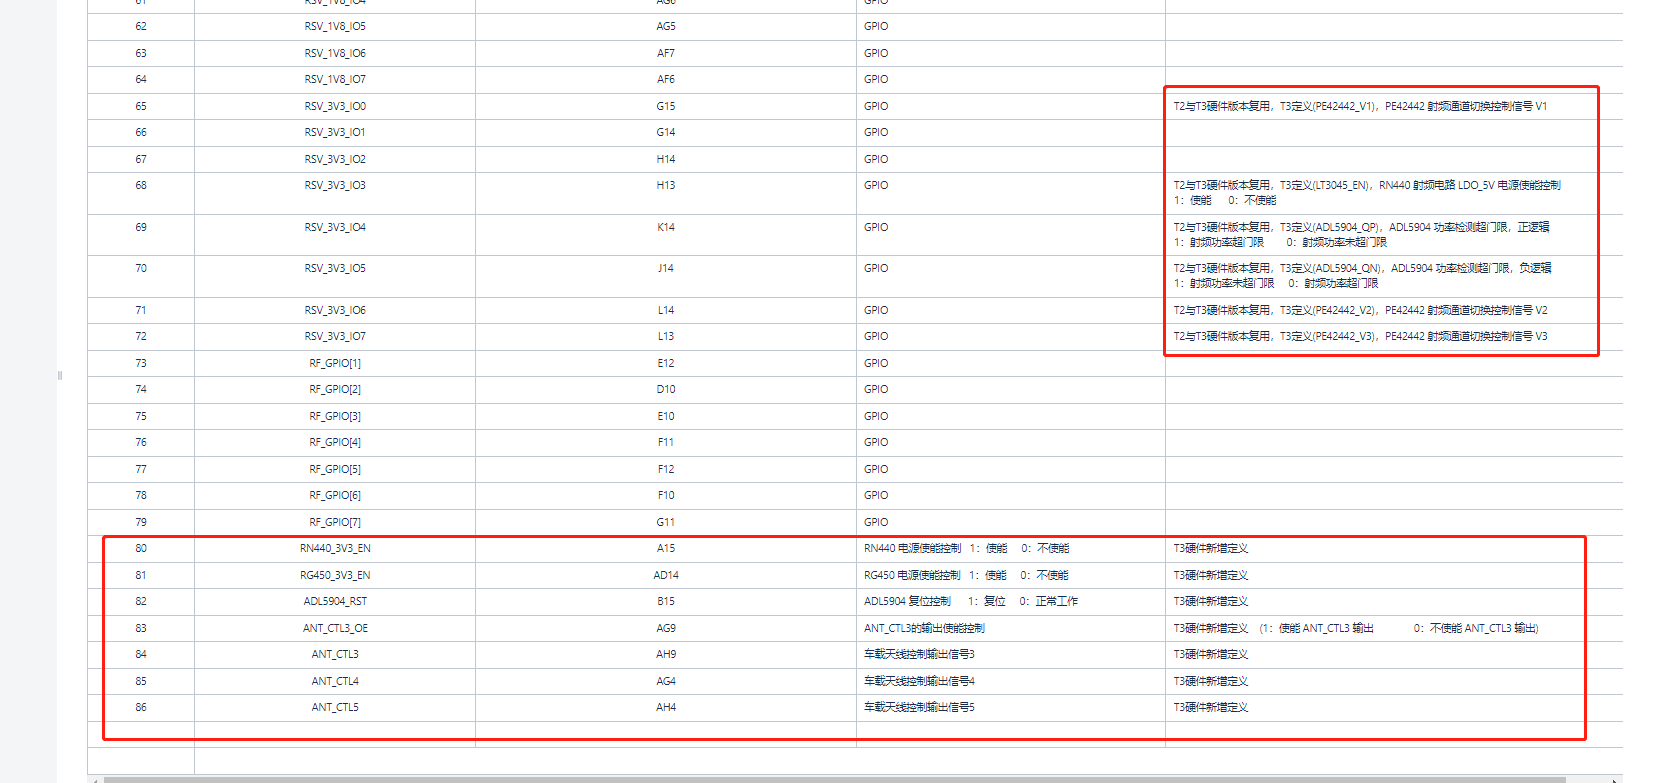 61 RSV_1V8_IO4 AG6 GPIO
62 RSV_1V8_IO5 AG5 GPIO
63 RSV_1V8_IO6 AF7 GPIO
64 RSV_1V8_IO7 AF6 GPIO
65 RSV_3V3_IO0 G15 GPIO T2与T3硬件版本复用，T3定义(PE42442_V1)，PE42442 射频通道切换控制信号 V1
66 RSV_3V3_IO1 G14 GPIO
67 RSV_3V3_IO2 H14 GPIO
68 RSV_3V3_IO3 H13 GPIO T2与T3硬件版本复用，T3定义(LT3045_EN)，RN440 射频电路 LDO_5V 电源使能控制
1：使能 0：不使能
69 RSV_3V3_IO4 K14 GPIO T2与T3硬件版本复用，T3定义(ADL5904_QP)，ADL5904 功率检测超门限，正逻辑
1：射频功率超门限 0：射频功率未超门限
70 RSV_3V3_IO5 J14 GPIO T2与T3硬件版本复用，T3定义(ADL5904_QN)，ADL5904 功率检测超门限，负逻辑
1：射频功率未超门限 0：射频功率超门限
71 RSV_3V3_IO6 L14 GPIO T2与T3硬件版本复用，T3定义(PE42442_V2)，PE42442 射频通道切换控制信号 V2
72 RSV_3V3_IO7 L13 GPIO T2与T3硬件版本复用，T3定义(PE42442_V3)，PE42442 射频通道切换控制信号 V3
73 RF_GPIO[1] E12 GPIO
74 RF_GPIO[2] D10 GPIO
75 RF_GPIO[3] E10 GPIO
76 RF_GPIO[4] F11 GPIO
77 RF_GPIO[5] F12 GPIO
78 RF_GPIO[6] F10 GPIO
79 RF_GPIO[7] G11 GPIO
80 RN440_3V3_EN A15 RN440 电源使能控制 1：使能 0：不使能 T3硬件新增定义
81 RG450_3V3_EN AD14 RG450 电源使能控制 1：使能 0：不使能 T3硬件新增定义
82 ADL5904_RST B15 ADL5904 复位控制 1：复位 0：正常工作 T3硬件新增定义
83 ANT_CTL3_OE AG9 ANT_CTL3的输出使能控制 T3硬件新增定义 （1：使能 ANT_CTL3 输出 0：不使能 ANT_CTL3 输出)
84 ANT_CTL3 AH9 车载天线控制输出信号3 T3硬件新增定义
85 ANT_CTL4 AG4 车载天线控制输出信号4 T3硬件新增定义
86 ANT_CTL5 AH4 车载天线控制输出信号5 T3硬件新增定义